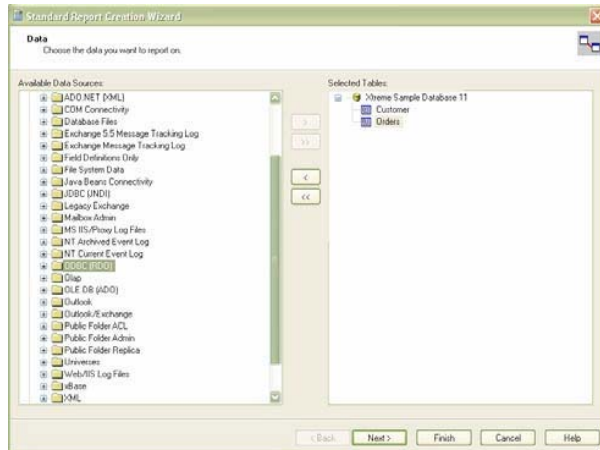 Standard Report Creation Wizard
Data
Choose the data you want to report on.
Available Data Sources:
ADO.NET (XML)
COM Connectivity
Database Files
Exchange 5.5 Message Tracking Log
Exchange Message Tracking Log
Field Definitions Only
File System Data
Java Beans Connectivity
JDBC (JNDI)
Legacy Exchange
Mailbox Admin
MS IIS/Proxy Log Files
NT Archived Event Log
NT Current Event Log
ODBC (RDO)
Olap
OLE DB (ADO)
Outlook
Outlook/Exchange
Public Folder ACL
Public Folder Admin
Public Folder Replica
Universes
Web/IIS Log Files
xBase
XML
>
>>
<
<<
Selected Tables:
Xtreme Sample Database 11
Customer
Orders
< Back
Next >
Finish
Cancel
Help